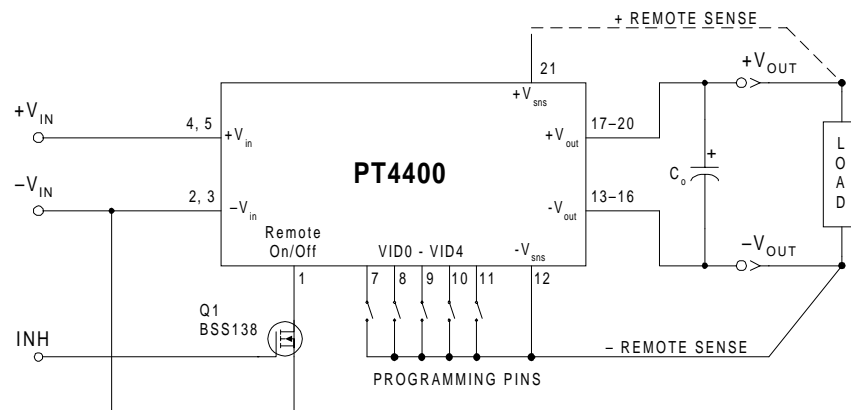 + REMOTE SENSE
21
+V_OUT
+V_sns
+V_IN
4, 5
+V_in
+V_out
17–20
PT4400
C_o
+
LOAD
–V_IN
2, 3
–V_in
-V_out
13–16
Remote
On/Off
VID0 - VID4
-V_sns
–V_OUT
1
7
8
9
10
11
12
Q1
BSS138
INH
– REMOTE SENSE
PROGRAMMING PINS